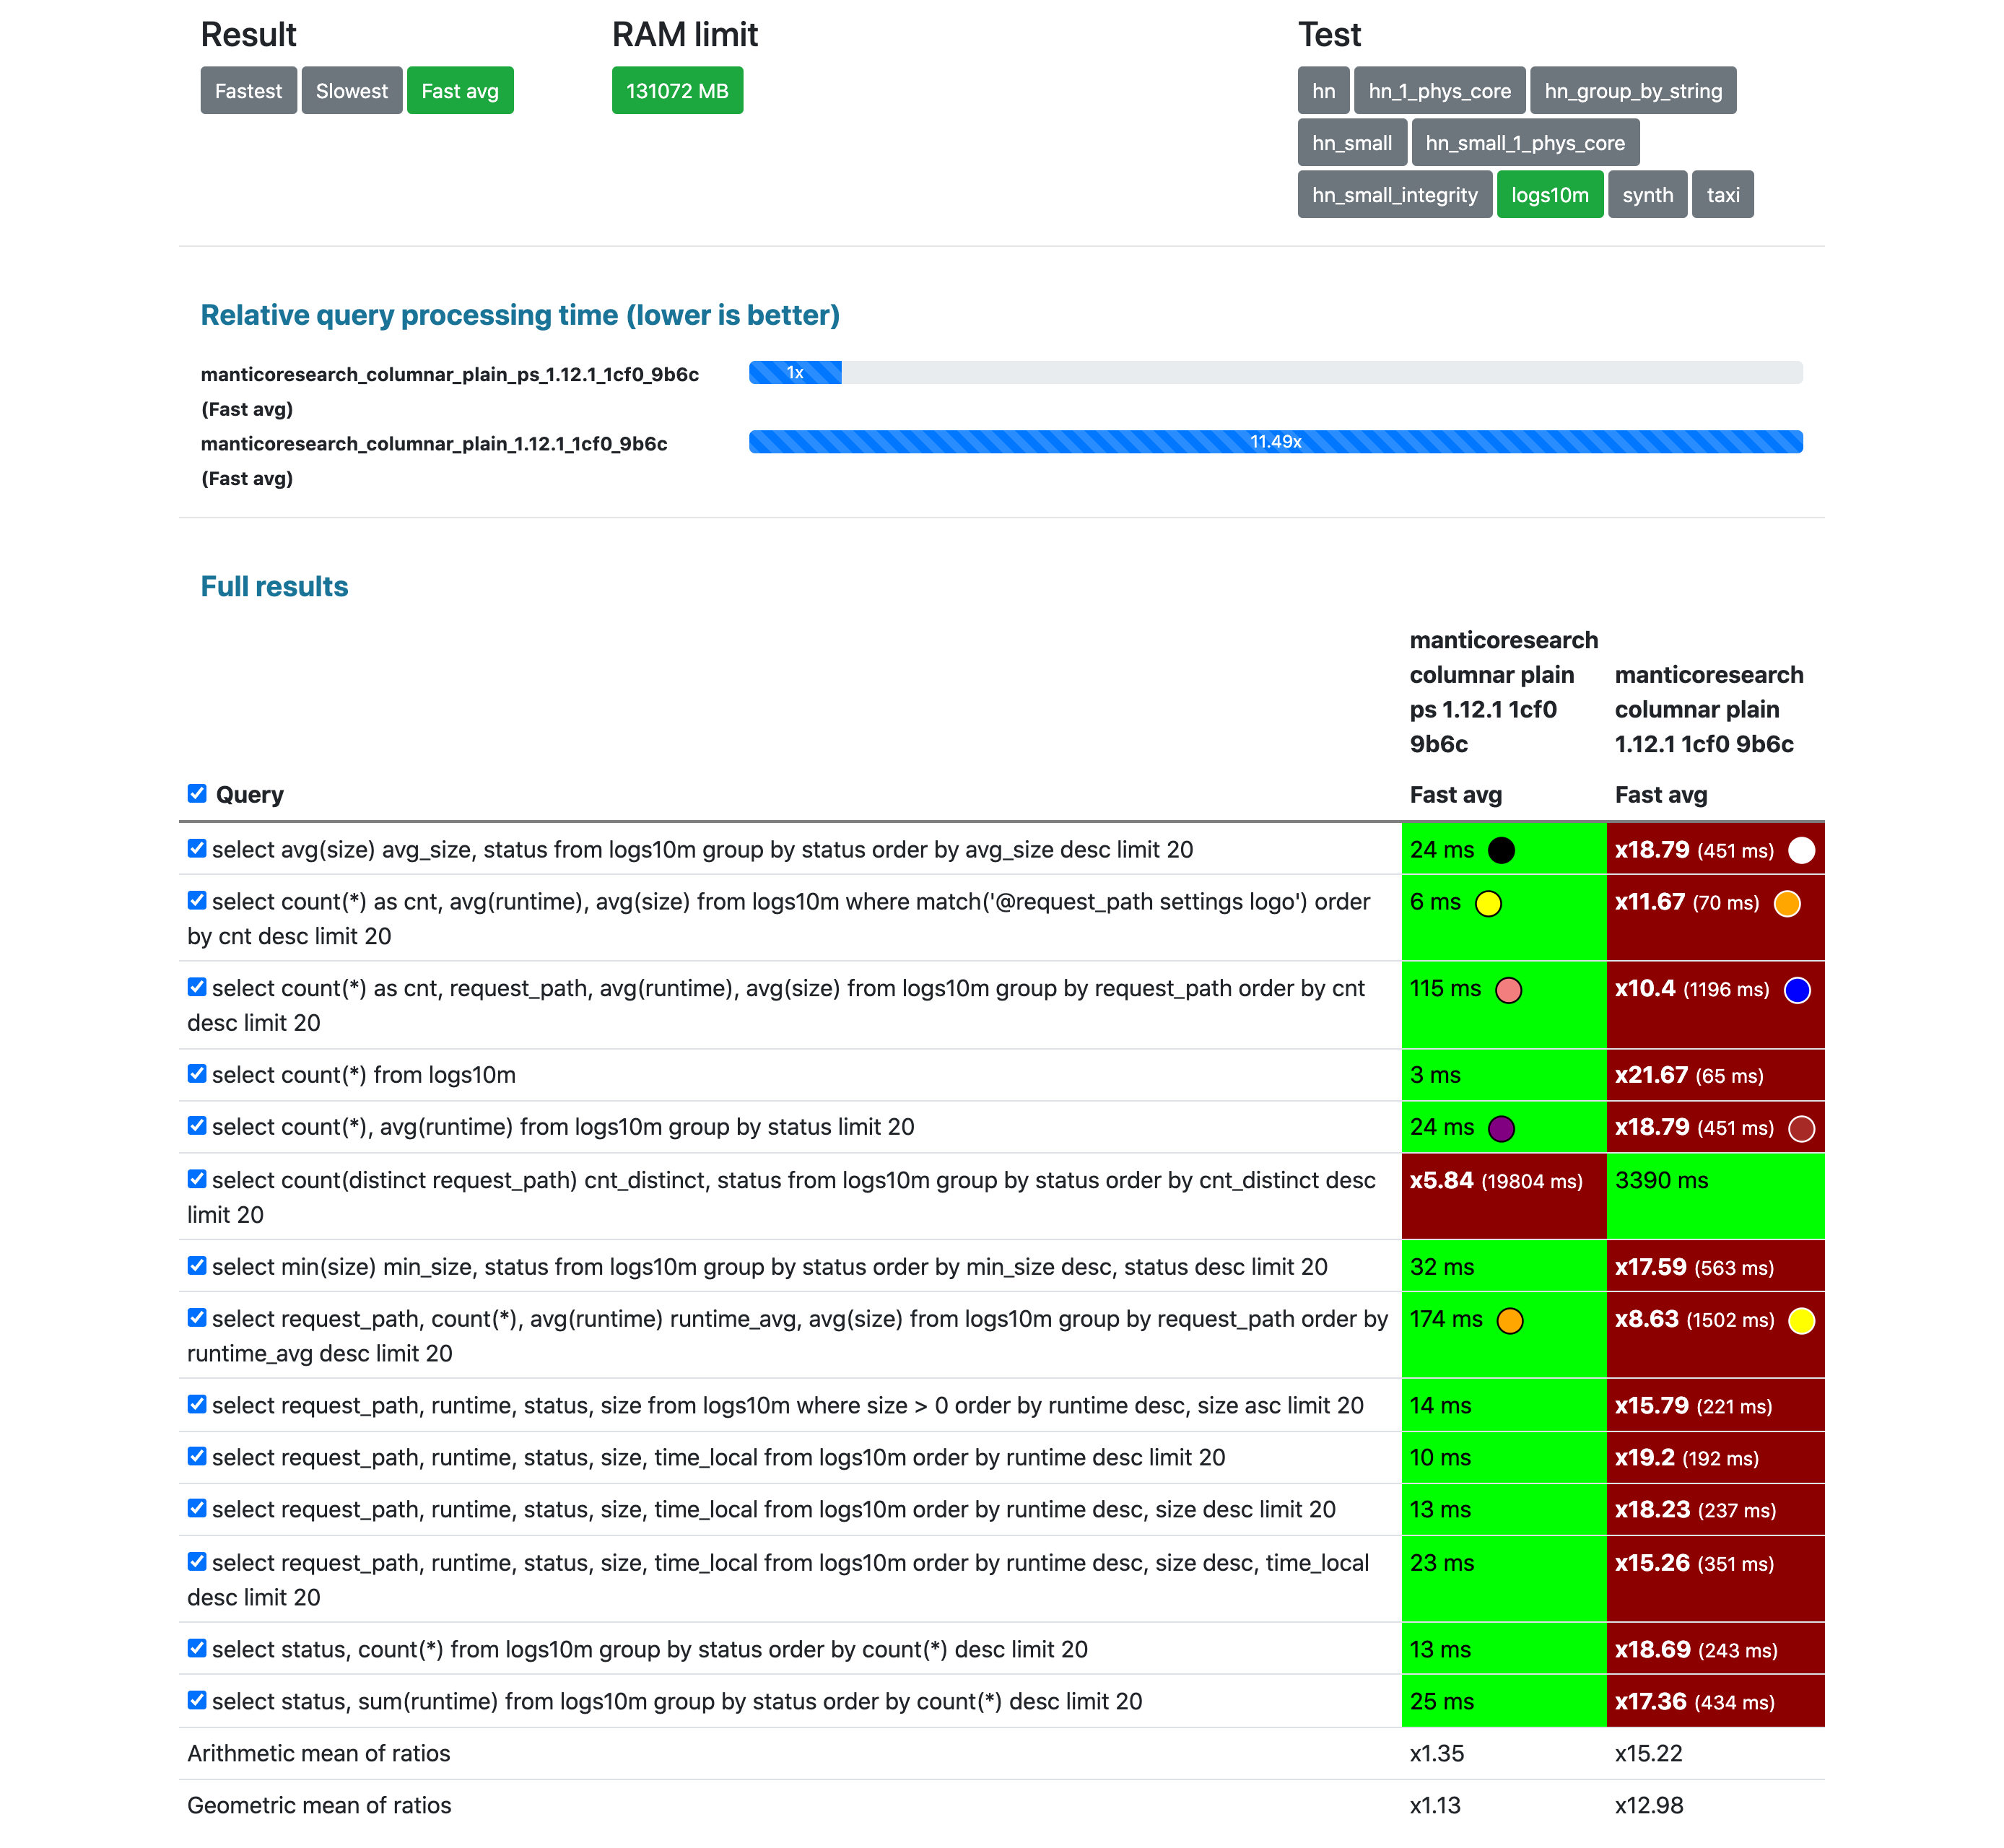 Result
RAM limit
Test
Fastest Slowest Fast avg
131072 MB
hn hn_1_phys_core hn_group_by_string
hn_small hn_small_1_phys_core
hn_small_integrity logs10m synth taxi
Relative query processing time (lower is better)
manticoresearch_columnar_plain_ps_1.12.1_1cf0_9b6c
(Fast avg)
1x
manticoresearch_columnar_plain_1.12.1_1cf0_9b6c
(Fast avg)
11.49x
Full results
manticoresearch
columnar plain
ps 1.12.1 1cf0
9b6c
manticoresearch
columnar plain
1.12.1 1cf0 9b6c
Query Fast avg Fast avg
select avg(size) avg_size, status from logs10m group by status order by avg_size desc limit 20 24 ms x18.79 (451 ms)
select count(*) as cnt, avg(runtime), avg(size) from logs10m where match('@request_path settings logo') order
by cnt desc limit 20
6 ms x11.67 (70 ms)
select count(*) as cnt, request_path, avg(runtime), avg(size) from logs10m group by request_path order by cnt
desc limit 20
115 ms x10.4 (1196 ms)
select count(*) from logs10m 3 ms x21.67 (65 ms)
select count(*), avg(runtime) from logs10m group by status limit 20 24 ms x18.79 (451 ms)
select count(distinct request_path) cnt_distinct, status from logs10m group by status order by cnt_distinct desc
limit 20
x5.84 (19804 ms) 3390 ms
select min(size) min_size, status from logs10m group by status order by min_size desc, status desc limit 20 32 ms x17.59 (563 ms)
select request_path, count(*), avg(runtime) runtime_avg, avg(size) from logs10m group by request_path order by
runtime_avg desc limit 20
174 ms x8.63 (1502 ms)
select request_path, runtime, status, size from logs10m where size > 0 order by runtime desc, size asc limit 20 14 ms x15.79 (221 ms)
select request_path, runtime, status, size, time_local from logs10m order by runtime desc limit 20 10 ms x19.2 (192 ms)
select request_path, runtime, status, size, time_local from logs10m order by runtime desc, size desc limit 20 13 ms x18.23 (237 ms)
select request_path, runtime, status, size, time_local from logs10m order by runtime desc, size desc, time_local
desc limit 20
23 ms x15.26 (351 ms)
select status, count(*) from logs10m group by status order by count(*) desc limit 20 13 ms x18.69 (243 ms)
select status, sum(runtime) from logs10m group by status order by count(*) desc limit 20 25 ms x17.36 (434 ms)
Arithmetic mean of ratios x1.35 x15.22
Geometric mean of ratios x1.13 x12.98